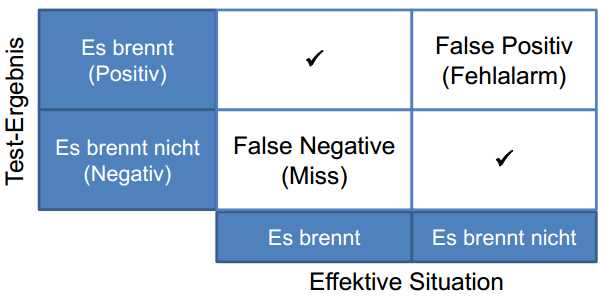 Test-Ergebnis
Es brennt
(Positiv)
✓
False Positiv
(Fehlalarm)
Es brennt nicht
(Negativ)
False Negative
(Miss)
✓
Es brennt
Es brennt nicht
Effektive Situation